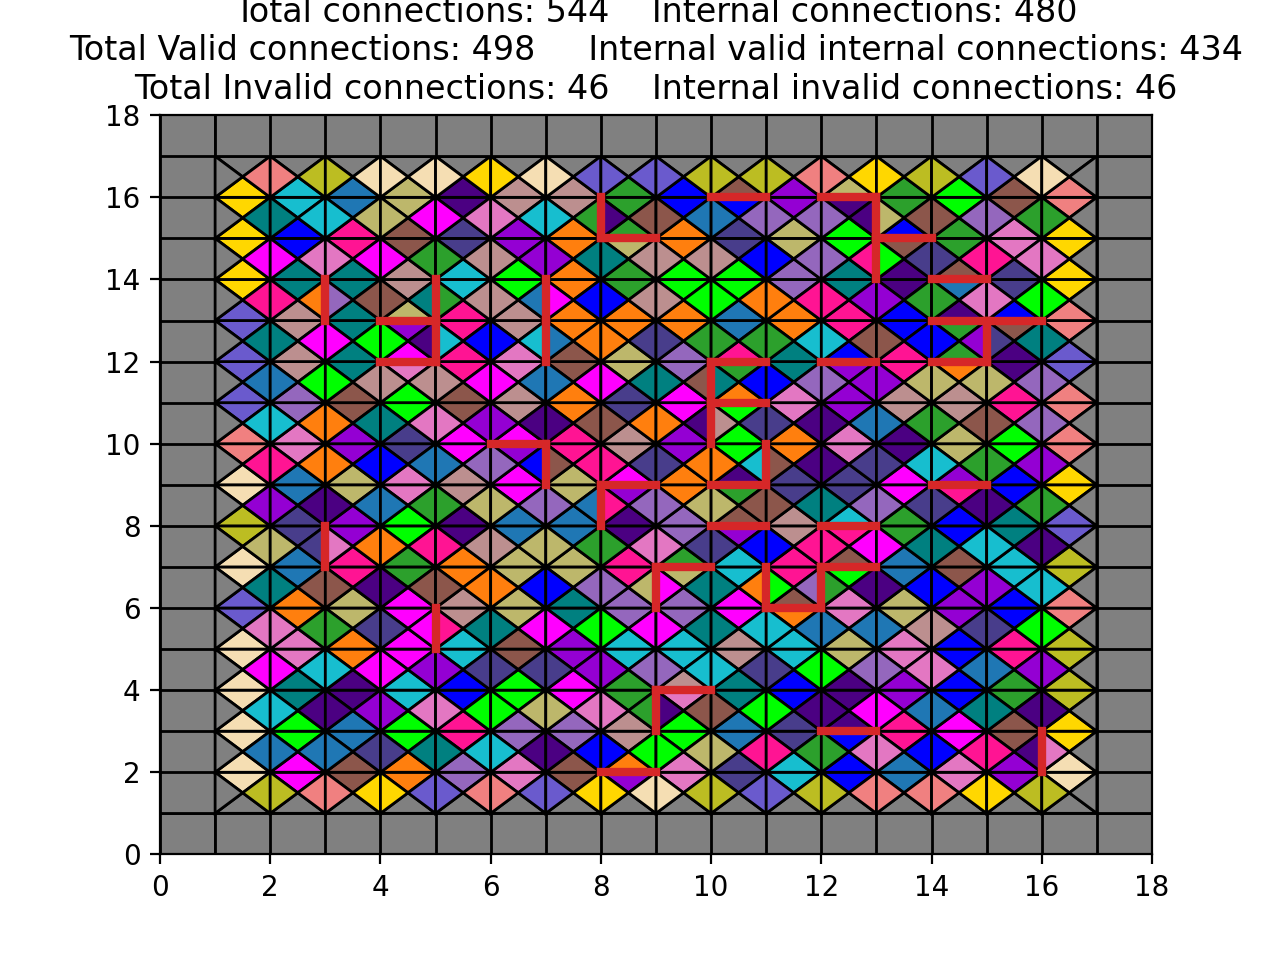 Total connections: 544    Internal connections: 480
Total Valid connections: 498    Internal valid internal connections: 434
Total Invalid connections: 46    Internal invalid connections: 46
18
16
14
12
10
8
6
4
2
0
0 2 4 6 8 10 12 14 16 18